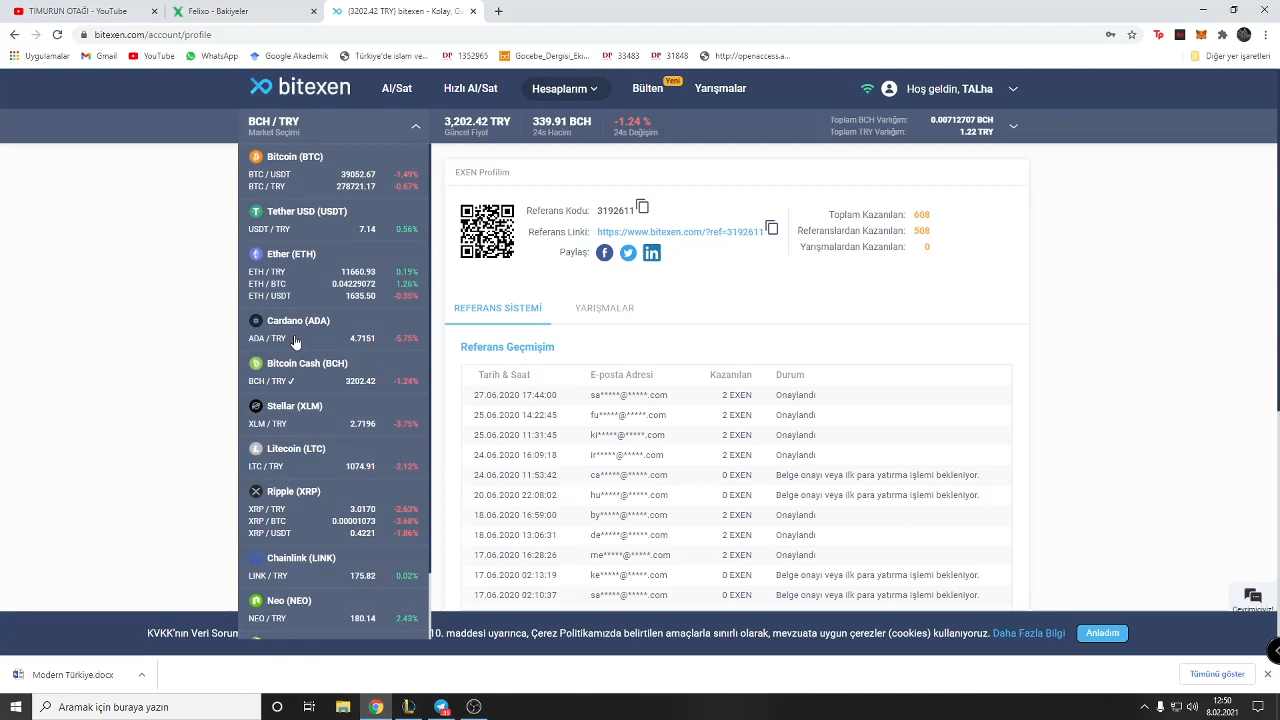 TİMURUN OTAĞI - YouTube
Felixo - Bakiyeler
(3202.42 TRY) Bitexen - Kolay, Gü
bitexen.com/account/profile
Uygulamalar
Gmail
YouTube
WhatsApp
Google Akademik
Türkiye'de islam ve...
DP 1352965
Gocebe_Dergisi_Eki...
DP 33483
DP 31848
http://openaccess.a...
Diğer yer işaretleri
bitexen
Al/Sat
Hızlı Al/Sat
Hesaplarım
Bülten
Yeni
Yarışmalar
Hoş geldin, TALha
BCH / TRY
Market Seçimi
3,202.42 TRY
Güncel Fiyat
339.91 BCH
24s Hacim
-1.24 %
24s Değişim
Toplam BCH Varlığım: 0.00712707 BCH
Toplam TRY Varlığım: 1.22 TRY
Bitcoin (BTC)
BTC / USDT 39052.67 -1.49%
BTC / TRY 278721.17 -0.67%
Tether USD (USDT)
USDT / TRY 7.14 0.56%
Ether (ETH)
ETH / TRY 11660.93 0.19%
ETH / BTC 0.04229072 1.26%
ETH / USDT 1635.50 -0.35%
Cardano (ADA)
ADA / TRY 4.7151 -5.75%
Bitcoin Cash (BCH)
BCH / TRY ✓ 3202.42 -1.24%
Stellar (XLM)
XLM / TRY 2.7196 -3.75%
Litecoin (LTC)
LTC / TRY 1074.91 -2.12%
Ripple (XRP)
XRP / TRY 3.0170 -2.63%
XRP / BTC 0.00001073 -3.68%
XRP / USDT 0.4221 -1.86%
Chainlink (LINK)
LINK / TRY 175.82 0.02%
Neo (NEO)
NEO / TRY 180.14 2.43%
EXEN Profilim
Referans Kodu: 3192611
Referans Linki: https://www.bitexen.com/?ref=3192611
Paylaş:
Toplam Kazanılan: 608
Referanslardan Kazanılan: 508
Yarışmalardan Kazanılan: 0
REFERANS SİSTEMİ
YARIŞMALAR
Referans Geçmişim
Tarih & Saat E-posta Adresi Kazanılan Durum
27.06.2020 17:44:00 sa*****@*****.com 2 EXEN Onaylandı
25.06.2020 14:22:45 fu*****@*****.com 2 EXEN Onaylandı
25.06.2020 11:31:45 ki*****@*****.com 2 EXEN Onaylandı
24.06.2020 16:09:18 ir*****@*****.com 2 EXEN Onaylandı
24.06.2020 11:53:42 ca*****@*****.com 0 EXEN Belge onayı veya ilk para yatırma işlemi bekleniyor.
20.06.2020 22:08:02 hu*****@*****.com 0 EXEN Belge onayı veya ilk para yatırma işlemi bekleniyor.
18.06.2020 16:59:00 by*****@*****.com 2 EXEN Onaylandı
18.06.2020 13:06:31 de*****@*****.com 2 EXEN Onaylandı
17.06.2020 16:28:26 me*****@*****.com 2 EXEN Onaylandı
17.06.2020 02:13:19 ke*****@*****.com 0 EXEN Belge onayı veya ilk para yatırma işlemi bekleniyor.
17.06.2020 02:10:37 sa*****@*****.com 0 EXEN Belge onayı veya ilk para yatırma işlemi bekleniyor.
Çevrimiçiyiz!
KVKK'nın Veri Sorum 10. maddesi uyarınca, Çerez Politikamızda belirtilen amaçlarla sınırlı olarak, mevzuata uygun çerezler (cookies) kullanıyoruz. Daha Fazla Bilgi
Anladım
Modern Türkiye.docx
Tümünü göster
Aramak için buraya yazın
12:50
8.02.2021